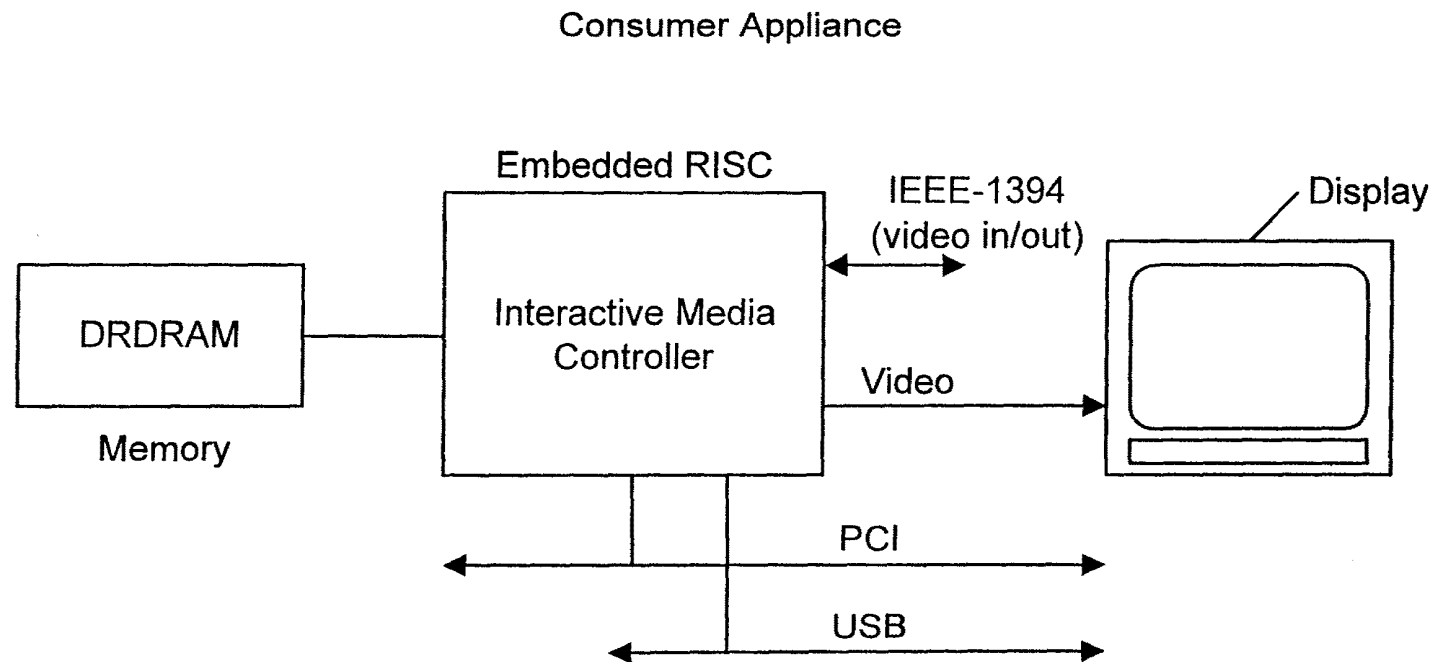 Consumer Appliance
Embedded RISC
IEEE-1394
(video in/out)
Display
DRDRAM
Interactive Media
Controller
Video
Memory
PCI
USB